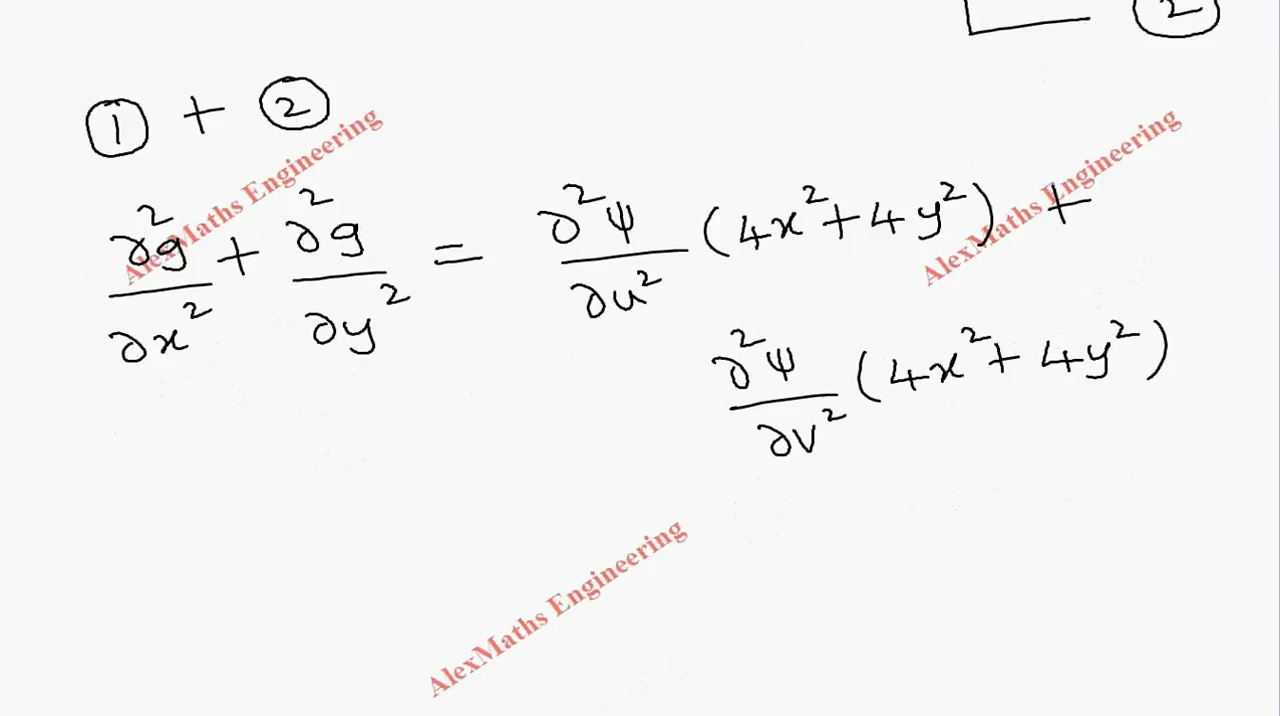 2
① + ②
∂²g/∂x² + ∂²g/∂y² = ∂²ψ/∂u² (4x² + 4y²) +
∂²ψ/∂v² (4x² + 4y²)
AlexMaths Engineering
AlexMaths Engineering
AlexMaths Engineering